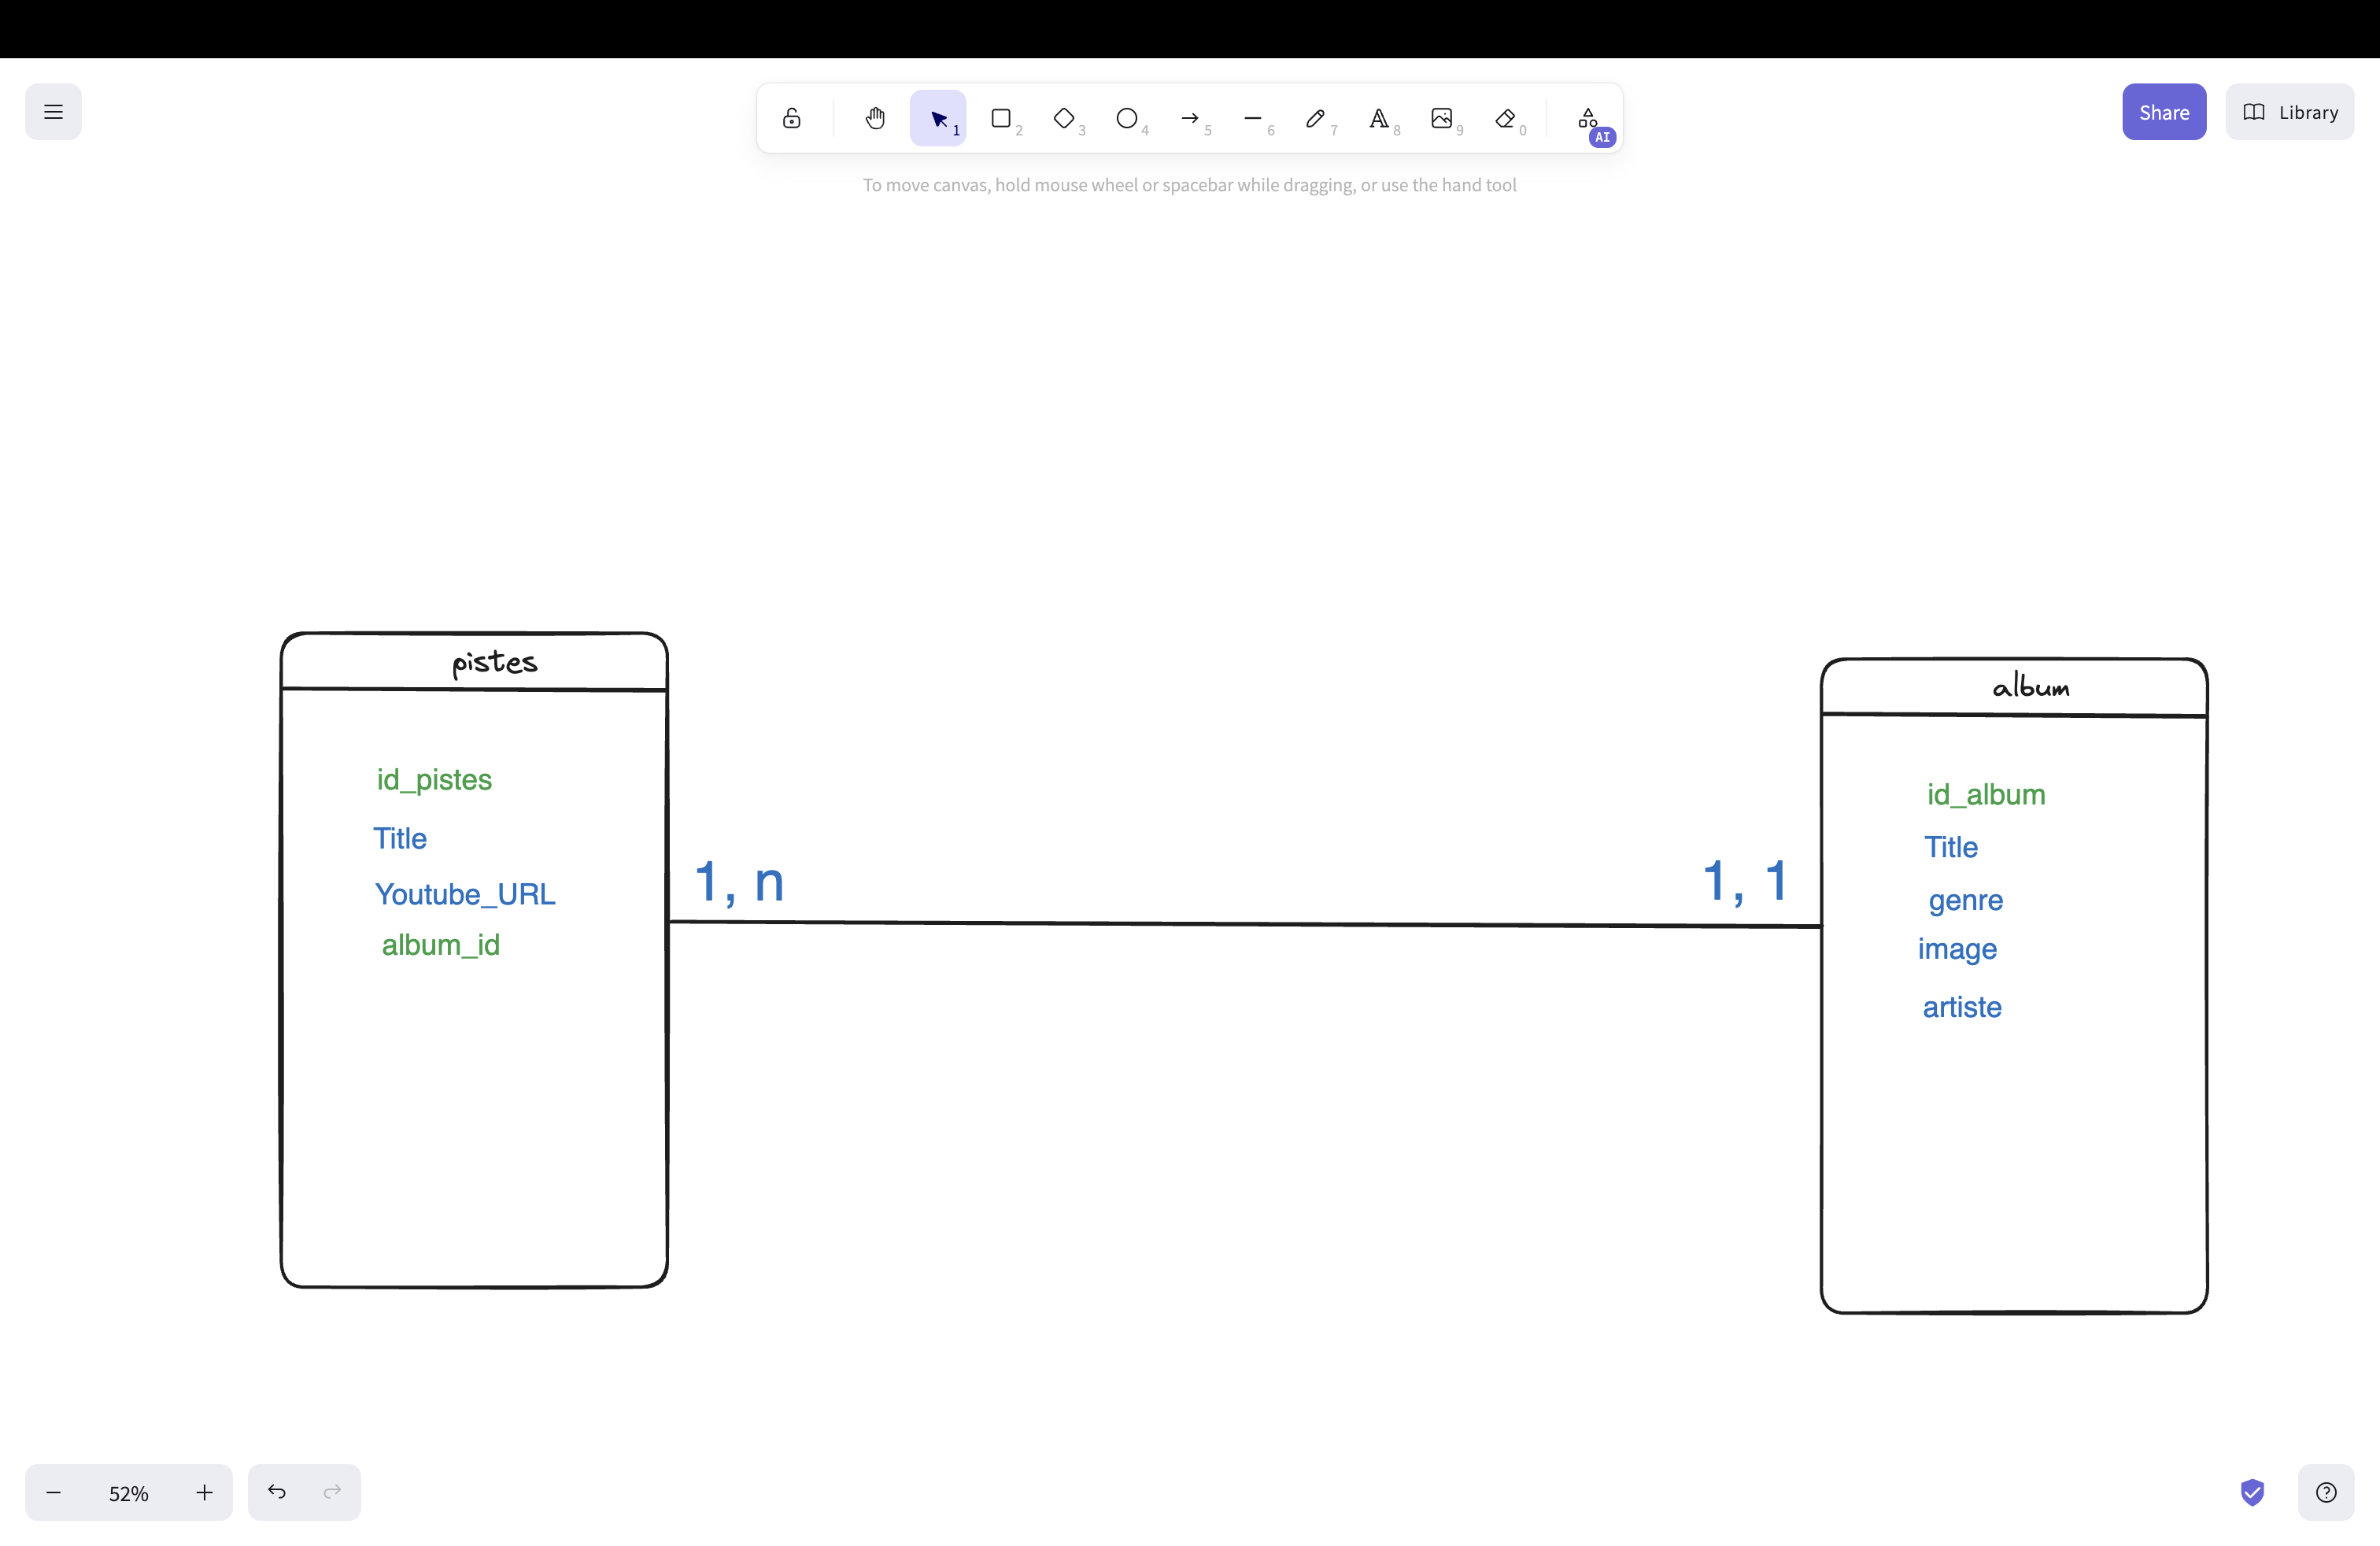 1
2
3
4
5
6
7
A 8
9
0
AI
Share
Library
To move canvas, hold mouse wheel or spacebar while dragging, or use the hand tool
pistes
id_pistes
Title
Youtube_URL
album_id
1, n
1, 1
album
id_album
Title
genre
image
artiste
52%